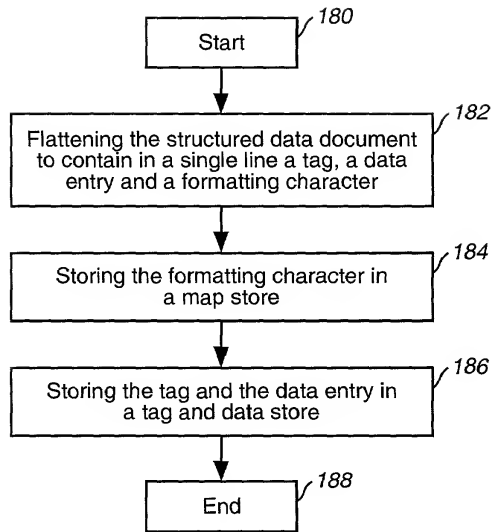 180
Start
182
Flattening the structured data document
to contain in a single line a tag, a data
entry and a formatting character
184
Storing the formatting character in
a map store
186
Storing the tag and the data entry in
a tag and data store
188
End